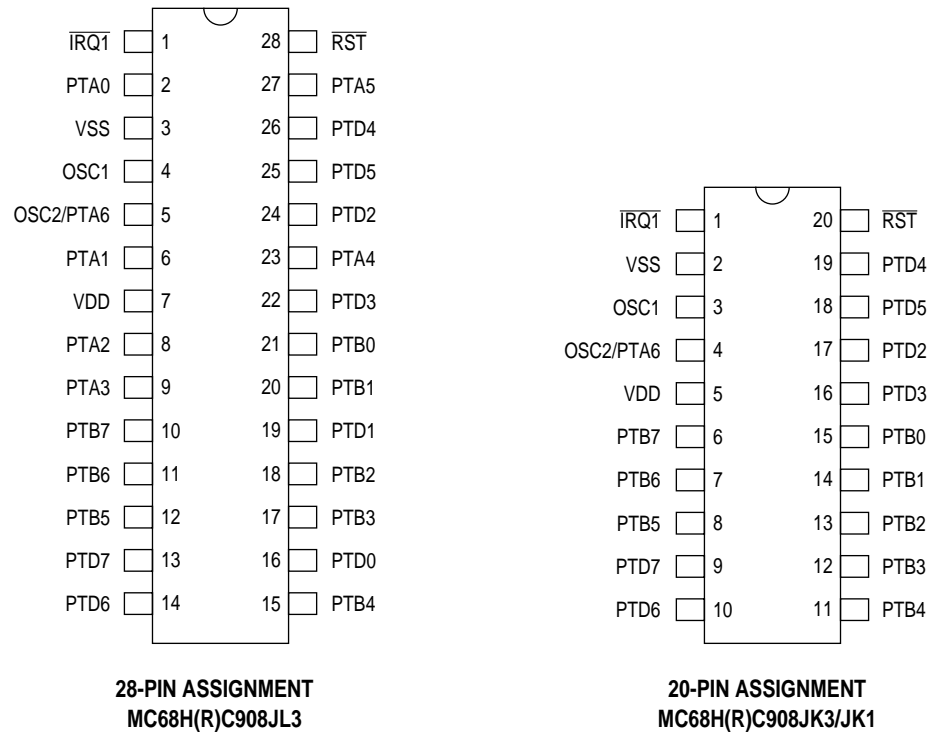 IRQ1 1 28 RST
PTA0 2 27 PTA5
VSS 3 26 PTD4
OSC1 4 25 PTD5
OSC2/PTA6 5 24 PTD2
PTA1 6 23 PTA4
VDD 7 22 PTD3
PTA2 8 21 PTB0
PTA3 9 20 PTB1
PTB7 10 19 PTD1
PTB6 11 18 PTB2
PTB5 12 17 PTB3
PTD7 13 16 PTD0
PTD6 14 15 PTB4
28-PIN ASSIGNMENT
MC68H(R)C908JL3
IRQ1 1 20 RST
VSS 2 19 PTD4
OSC1 3 18 PTD5
OSC2/PTA6 4 17 PTD2
VDD 5 16 PTD3
PTB7 6 15 PTB0
PTB6 7 14 PTB1
PTB5 8 13 PTB2
PTD7 9 12 PTB3
PTD6 10 11 PTB4
20-PIN ASSIGNMENT
MC68H(R)C908JK3/JK1